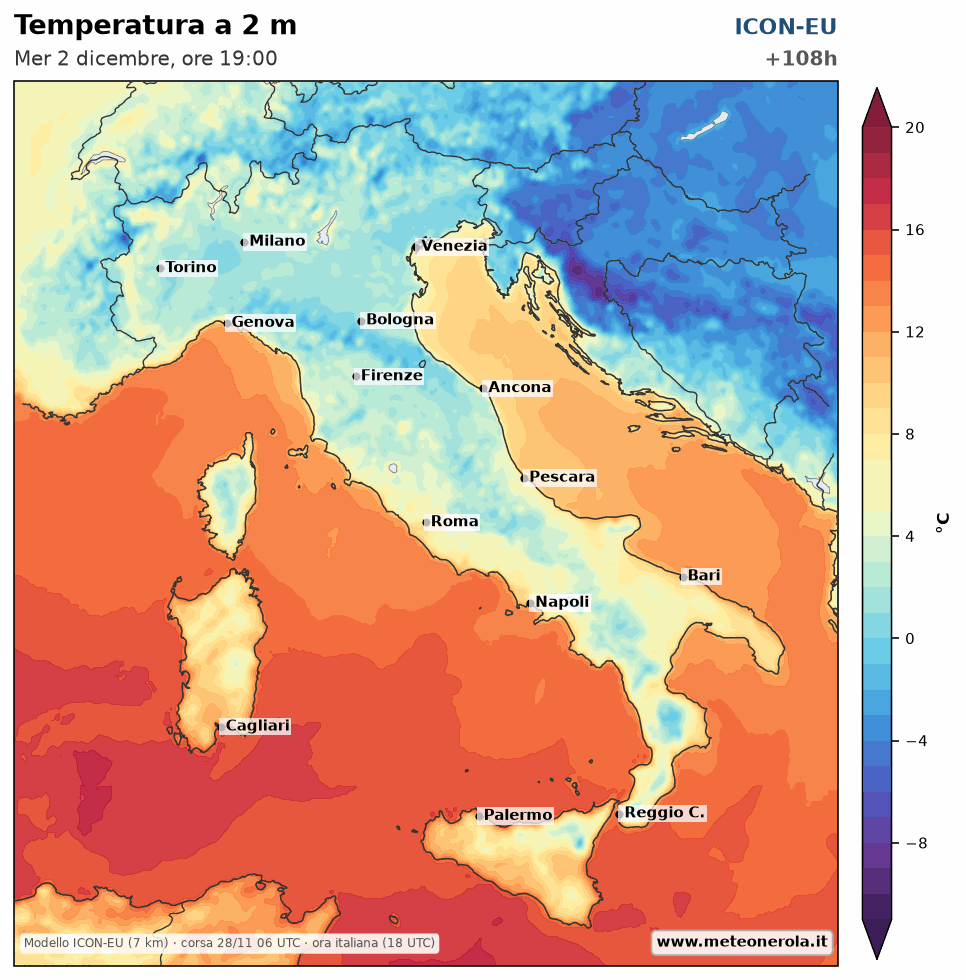 Temperatura a 2 m
ICON-EU
Mer 2 dicembre, ore 19:00
+108h
20
16
12
8
4
0
−4
−8
°C
Milano
Venezia
Torino
Genova
Bologna
Firenze
Ancona
Pescara
Roma
Bari
Napoli
Cagliari
Palermo
Reggio C.
Modello ICON-EU (7 km) · corsa 28/11 06 UTC · ora italiana (18 UTC)
www.meteonerola.it